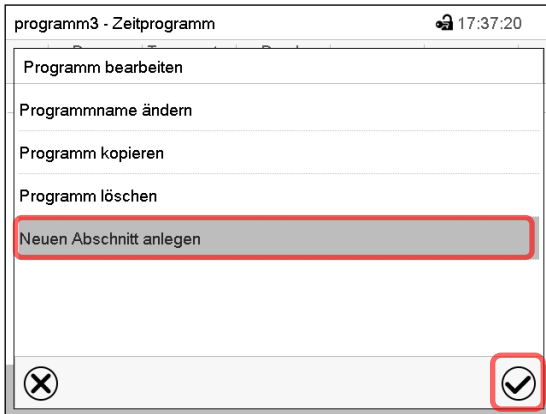 programm3 - Zeitprogramm 17:37:20
Programm bearbeiten
Programmname ändern
Programm kopieren
Programm löschen
Neuen Abschnitt anlegen